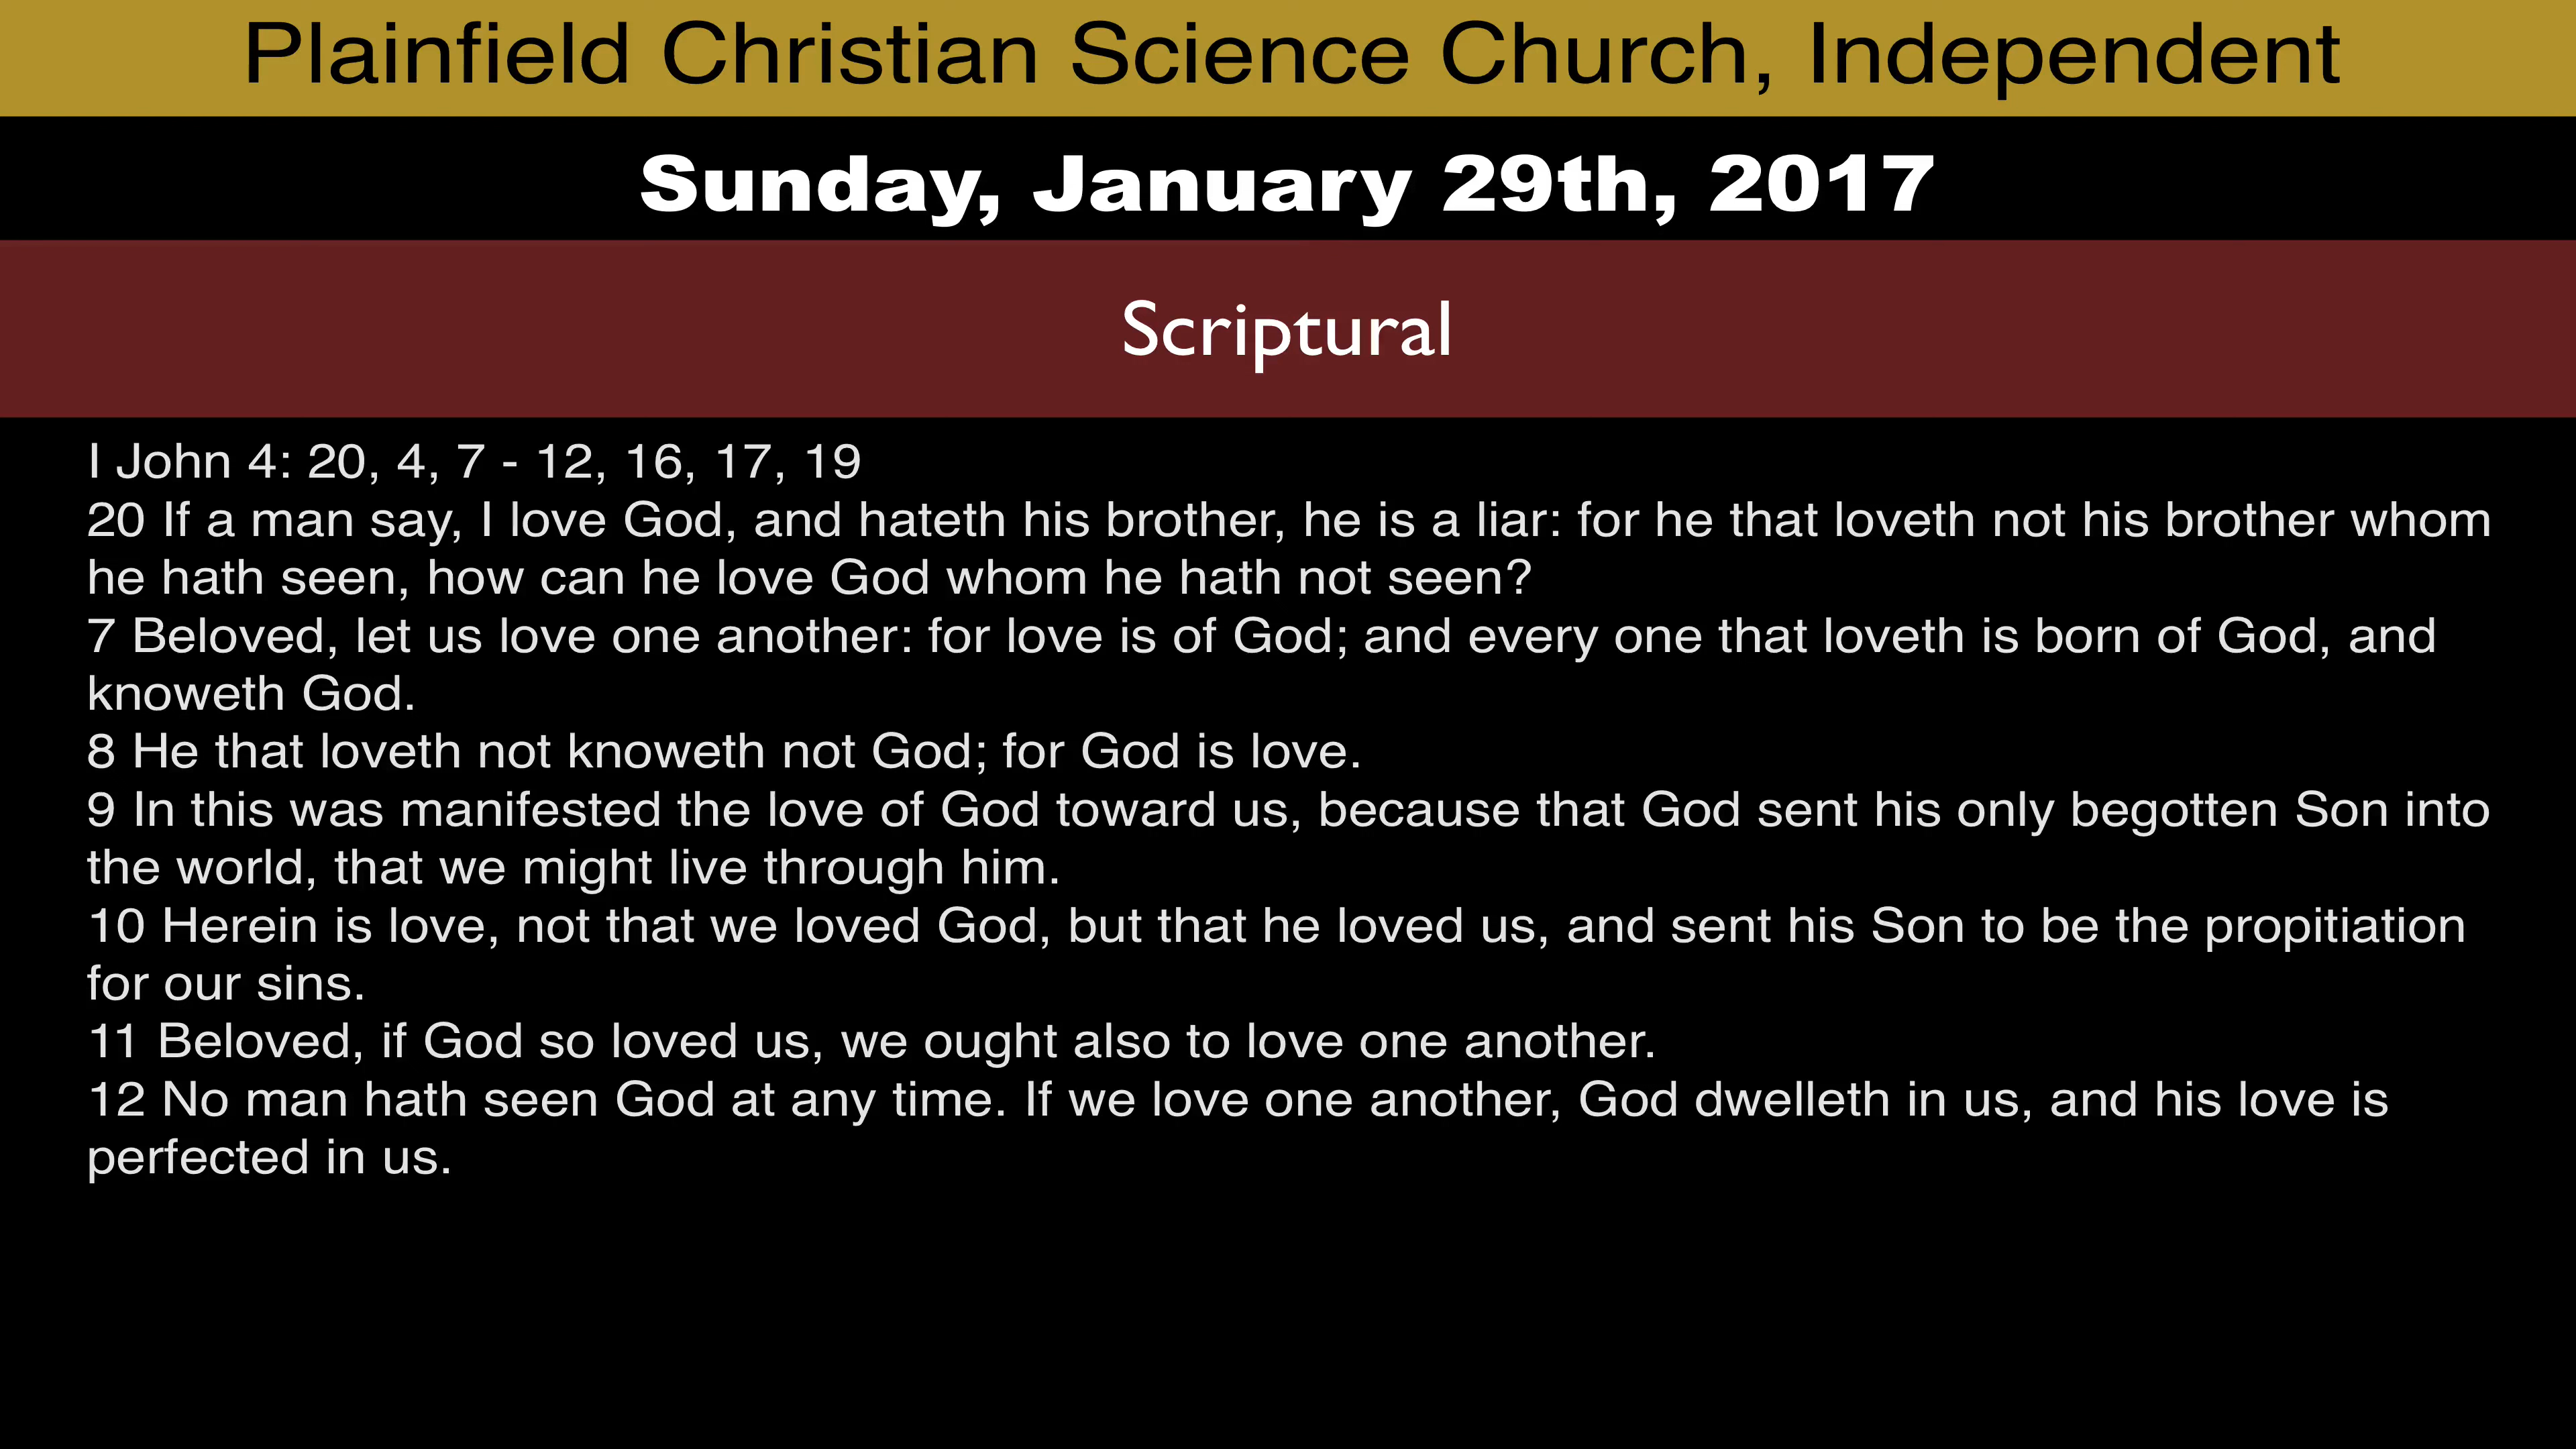 Plainfield Christian Science Church, Independent
Sunday, January 29th, 2017
Scriptural
I John 4: 20, 4, 7 - 12, 16, 17, 19
20 If a man say, I love God, and hateth his brother, he is a liar: for he that loveth not his brother whom
he hath seen, how can he love God whom he hath not seen?
7 Beloved, let us love one another: for love is of God; and every one that loveth is born of God, and
knoweth God.
8 He that loveth not knoweth not God; for God is love.
9 In this was manifested the love of God toward us, because that God sent his only begotten Son into
the world, that we might live through him.
10 Herein is love, not that we loved God, but that he loved us, and sent his Son to be the propitiation
for our sins.
11 Beloved, if God so loved us, we ought also to love one another.
12 No man hath seen God at any time. If we love one another, God dwelleth in us, and his love is
perfected in us.